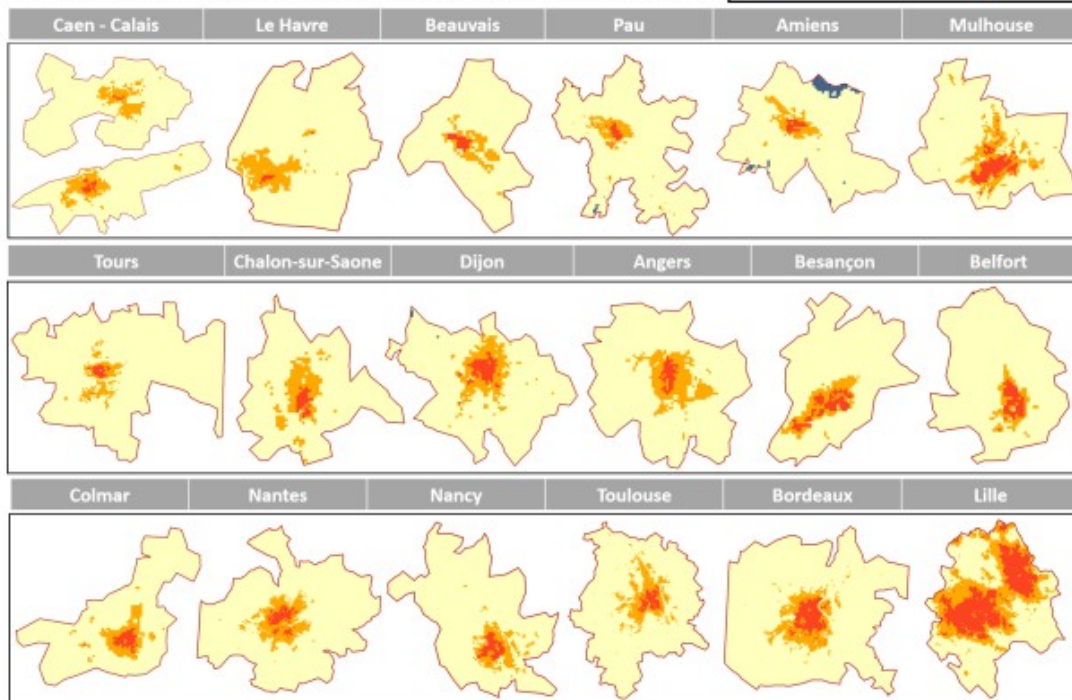 Caen - Calais Le Havre Beauvais Pau Amiens Mulhouse
Tours Chalon-sur-Saone Dijon Angers Besançon Belfort
Colmar Nantes Nancy Toulouse Bordeaux Lille